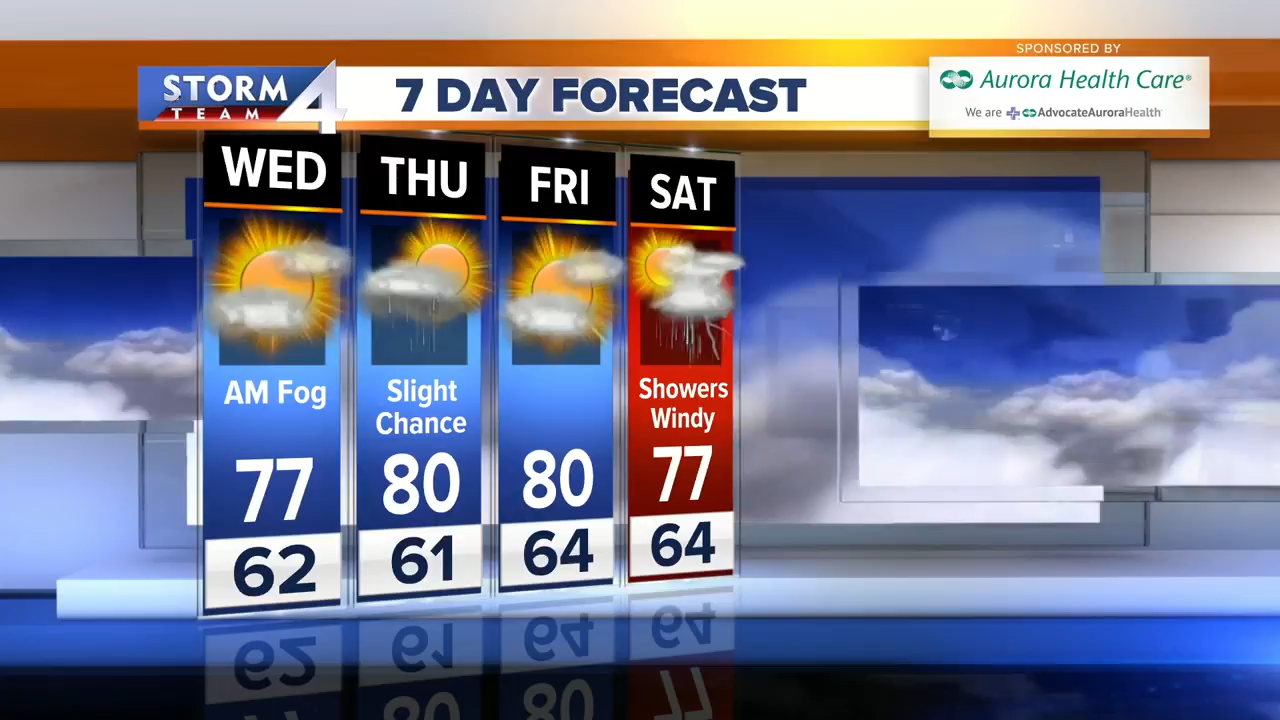 SPONSORED BY
Aurora Health Care®
We are AdvocateAuroraHealth
STORM
TEAM
4
7 DAY FORECAST
WED
AM Fog
77
62
THU
Slight
Chance
80
61
FRI
80
64
SAT
Showers
Windy
77
64